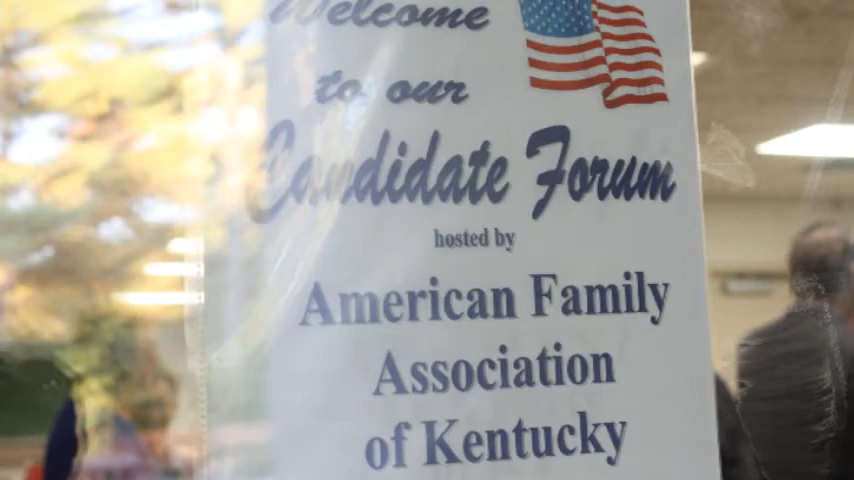 Welcome
to our
Candidate Forum
hosted by
American Family
Association
of Kentucky